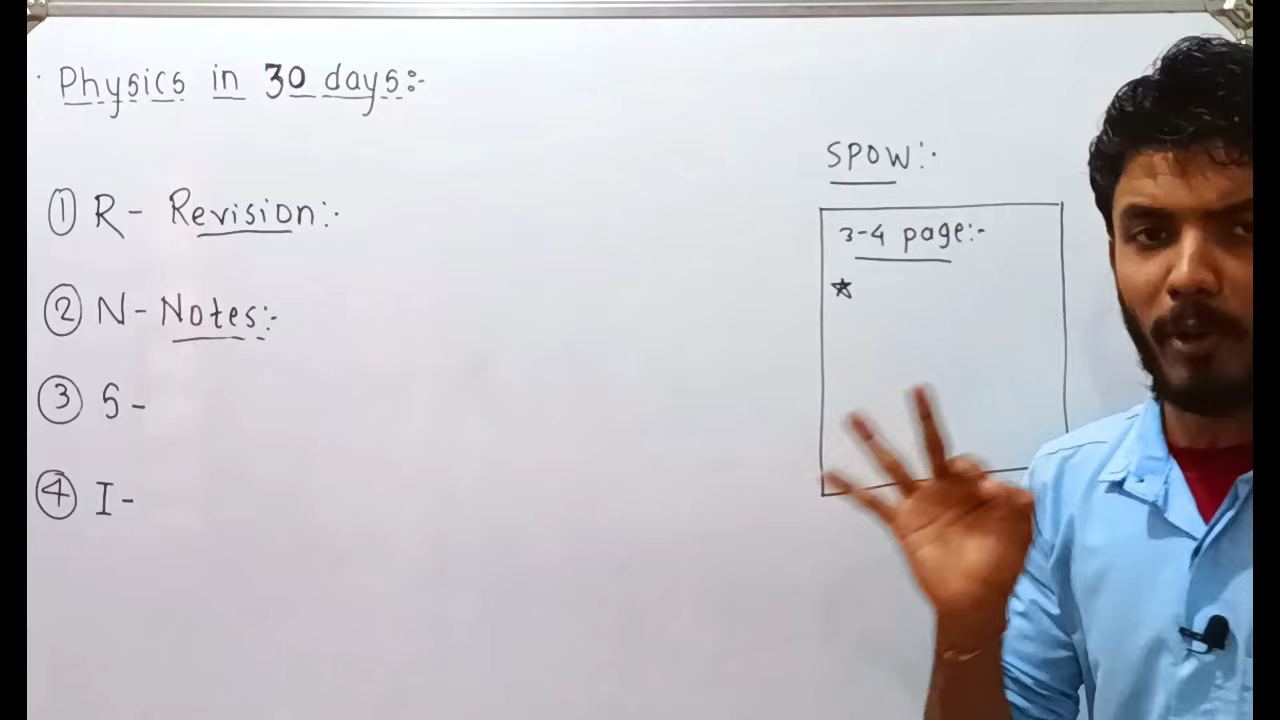 Physics in 30 days:-
① R- Revision:-
② N- Notes:-
③ S-
④ I-
SPOW:-
3-4 page:-
☆